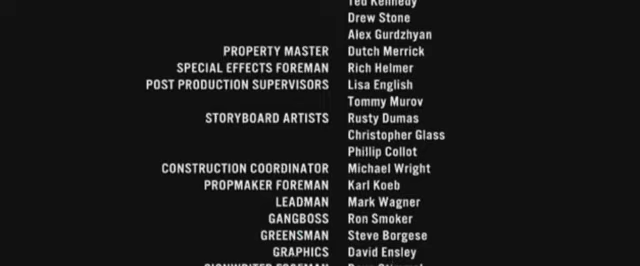 Ted Kennedy
Drew Stone
Alex Gurdzhyan
PROPERTY MASTER Dutch Merrick
SPECIAL EFFECTS FOREMAN Rich Helmer
POST PRODUCTION SUPERVISORS Lisa English
Tommy Murov
STORYBOARD ARTISTS Rusty Dumas
Christopher Glass
Phillip Collot
CONSTRUCTION COORDINATOR Michael Wright
PROPMAKER FOREMAN Karl Koeb
LEADMAN Mark Wagner
GANGBOSS Ron Smoker
GREENSMAN Steve Borgese
GRAPHICS David Ensley